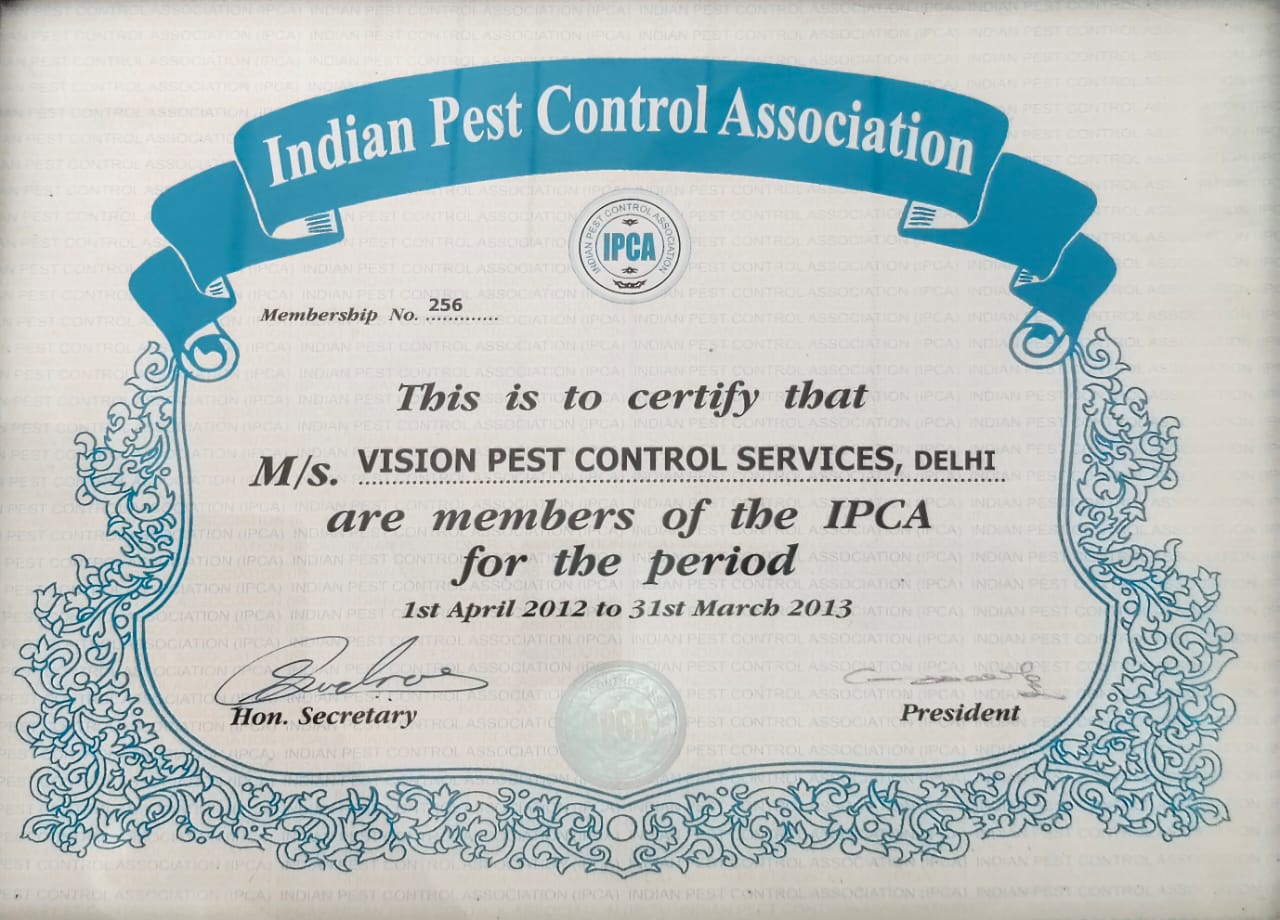 Indian Pest Control Association
INDIAN PEST CONTROL ASSOCIATION
IPCA
Membership No. 256
This is to certify that
M/s. VISION PEST CONTROL SERVICES, DELHI
are members of the IPCA
for the period
1st April 2012 to 31st March 2013
Hon. Secretary
President